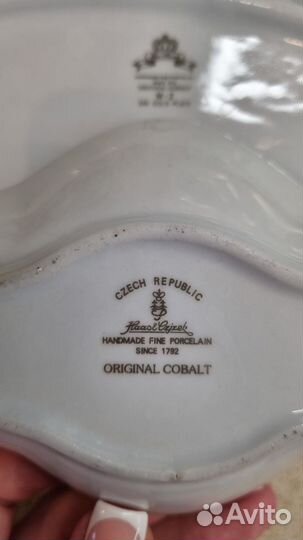 CZECH REPUBLIC
Haas & Czjzek
HANDMADE FINE PORCELAIN
SINCE 1792
ORIGINAL COBALT
Avito